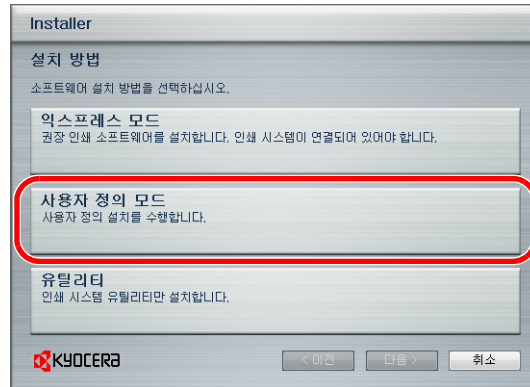 Installer
설치 방법
소프트웨어 설치 방법을 선택하십시오.
익스프레스 모드
권장 인쇄 소프트웨어를 설치합니다. 인쇄 시스템이 연결되어 있어야 합니다.
사용자 정의 모드
사용자 정의 설치를 수행합니다.
유틸리티
인쇄 시스템 유틸리티만 설치합니다.
KYOCERA
< 이전
다음 >
취소